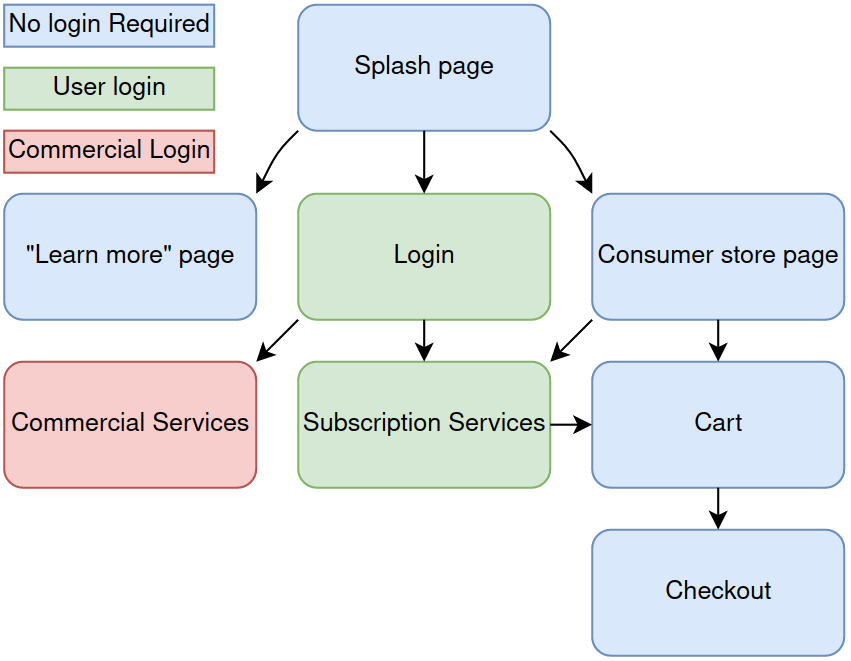 No login Required
User login
Commercial Login
Splash page
"Learn more" page
Login
Consumer store page
Commercial Services
Subscription Services
Cart
Checkout